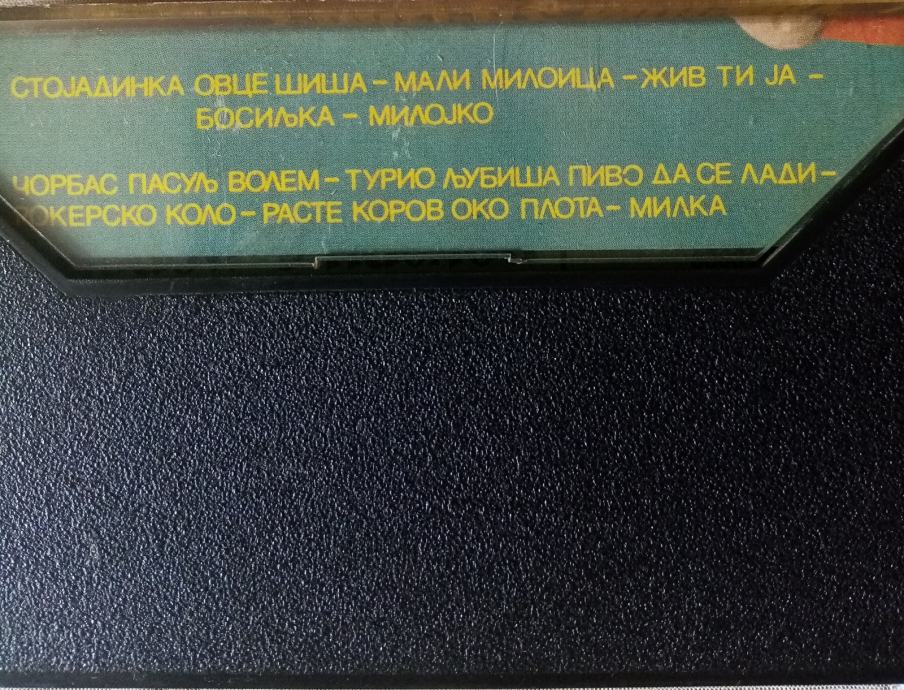 СТОЈАДИНКА ОВЦЕ ШИША – МАЛИ МИЛОИЦА – ЖИВ ТИ ЈА –
БОСИЉКА – МИЛОЈКО
ЧОРБАС ПАСУЉ ВОЛЕМ – ТУРИО ЉУБИША ПИВО ДА СЕ ЛАДИ –
КОЛО – РАСТЕ КОРОВ ОКО ПЛОТА – МИЛКА